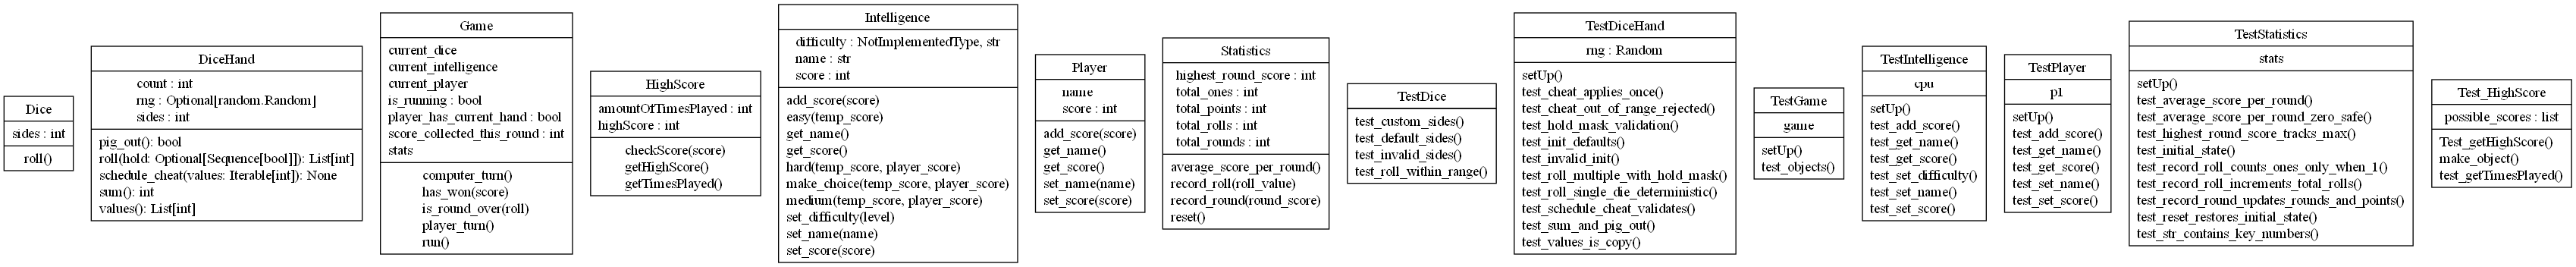 Dice
sides : int
roll()
DiceHand
count : int
rng : Optional[random.Random]
sides : int
pig_out(): bool
roll(hold: Optional[Sequence[bool]]): List[int]
schedule_cheat(values: Iterable[int]): None
sum(): int
values(): List[int]
Game
current_dice
current_intelligence
current_player
is_running : bool
player_has_current_hand : bool
score_collected_this_round : int
stats
computer_turn()
has_won(score)
is_round_over(roll)
player_turn()
run()
HighScore
amountOfTimesPlayed : int
highScore : int
checkScore(score)
getHighScore()
getTimesPlayed()
Intelligence
difficulty : NotImplementedType, str
name : str
score : int
add_score(score)
easy(temp_score)
get_name()
get_score()
hard(temp_score, player_score)
make_choice(temp_score, player_score)
medium(temp_score, player_score)
set_difficulty(level)
set_name(name)
set_score(score)
Player
name
score : int
add_score(score)
get_name()
get_score()
set_name(name)
set_score(score)
Statistics
highest_round_score : int
total_ones : int
total_points : int
total_rolls : int
total_rounds : int
average_score_per_round()
record_roll(roll_value)
record_round(round_score)
reset()
TestDice
test_custom_sides()
test_default_sides()
test_invalid_sides()
test_roll_within_range()
TestDiceHand
rng : Random
setUp()
test_cheat_applies_once()
test_cheat_out_of_range_rejected()
test_hold_mask_validation()
test_init_defaults()
test_invalid_init()
test_roll_multiple_with_hold_mask()
test_roll_single_die_deterministic()
test_schedule_cheat_validates()
test_sum_and_pig_out()
test_values_is_copy()
TestGame
game
setUp()
test_objects()
TestIntelligence
cpu
setUp()
test_add_score()
test_get_name()
test_get_score()
test_set_difficulty()
test_set_name()
test_set_score()
TestPlayer
p1
setUp()
test_add_score()
test_get_name()
test_get_score()
test_set_name()
test_set_score()
TestStatistics
stats
setUp()
test_average_score_per_round()
test_average_score_per_round_zero_safe()
test_highest_round_score_tracks_max()
test_initial_state()
test_record_roll_counts_ones_only_when_1()
test_record_roll_increments_total_rolls()
test_record_round_updates_rounds_and_points()
test_reset_restores_initial_state()
test_str_contains_key_numbers()
Test_HighScore
possible_scores : list
Test_getHighScore()
make_object()
test_getTimesPlayed()